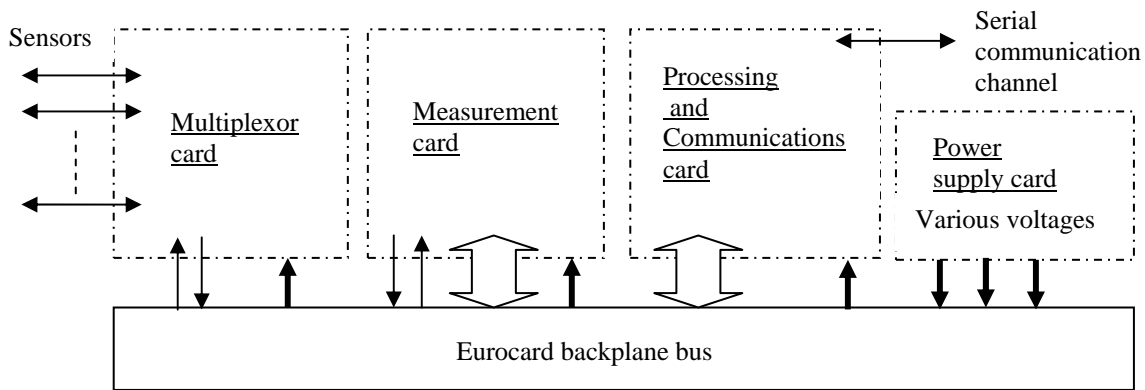 Sensors
Multiplexor
card
Measurement
card
Processing
and
Communications
card
Serial
communication
channel
Power
supply card
Various voltages
Eurocard backplane bus